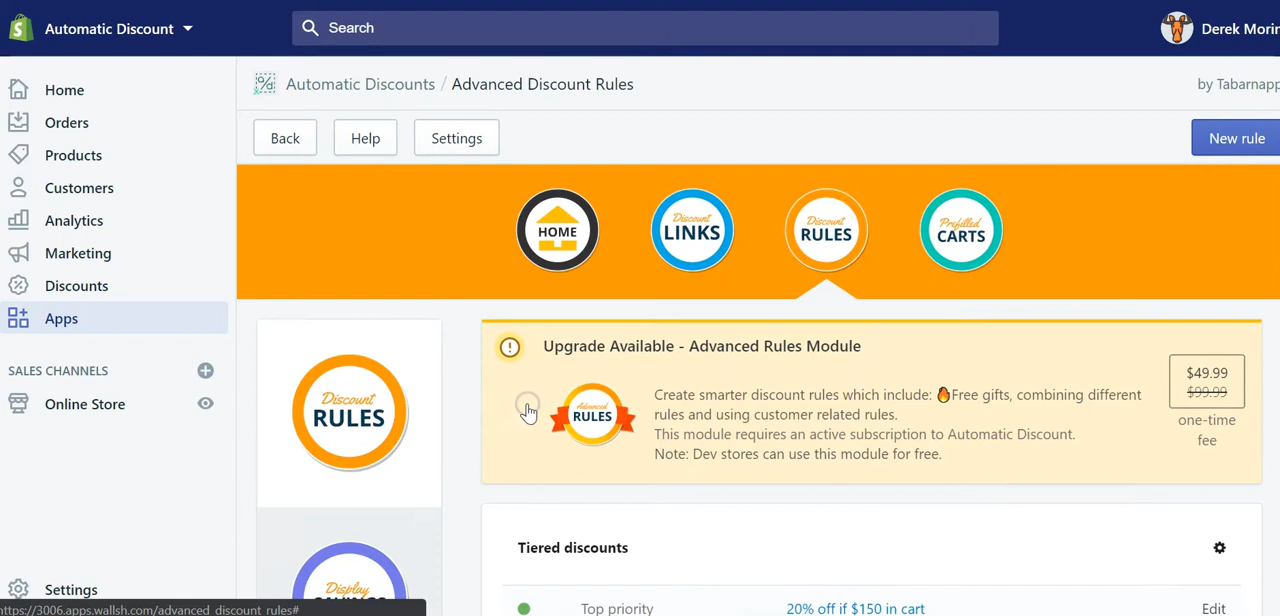 Automatic Discount
Search
Derek Morin
Home
Orders
Products
Customers
Analytics
Marketing
Discounts
Apps
SALES CHANNELS
Online Store
Settings
https://3006.apps.wallsh.com/advanced_discount_rules#
Automatic Discounts / Advanced Discount Rules
by Tabarnapp
Back
Help
Settings
New rule
HOME
Discount
LINKS
Discount
RULES
Prefilled
CARTS
Discount
RULES
Display
Upgrade Available - Advanced Rules Module
Advanced
RULES
Create smarter discount rules which include: 🔥Free gifts, combining different
rules and using customer related rules.
This module requires an active subscription to Automatic Discount.
Note: Dev stores can use this module for free.
$49.99
$99.99
one-time
fee
Tiered discounts
Top priority
20% off if $150 in cart
Edit